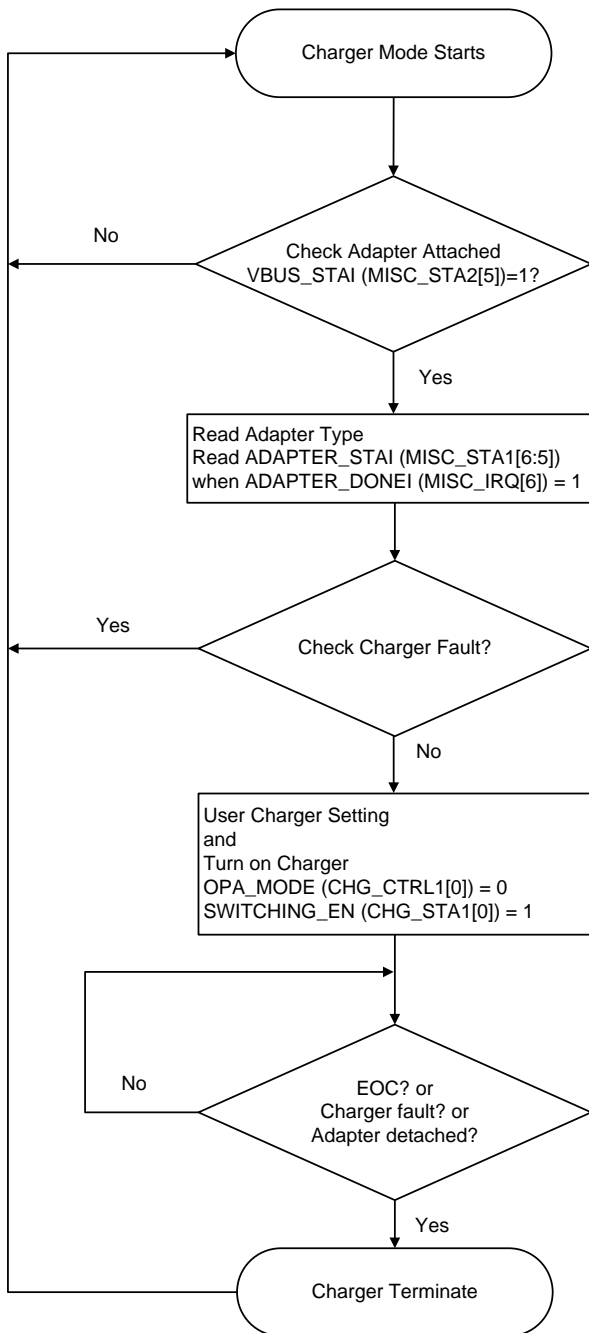 Charger Mode Starts
No
Check Adapter Attached
VBUS_STAI (MISC_STA2[5])=1?
Yes
Read Adapter Type
Read ADAPTER_STAI (MISC_STA1[6:5])
when ADAPTER_DONEI (MISC_IRQ[6]) = 1
Yes
Check Charger Fault?
No
User Charger Setting
and
Turn on Charger
OPA_MODE (CHG_CTRL1[0]) = 0
SWITCHING_EN (CHG_STA1[0]) = 1
No
EOC? or
Charger fault? or
Adapter detached?
Yes
Charger Terminate